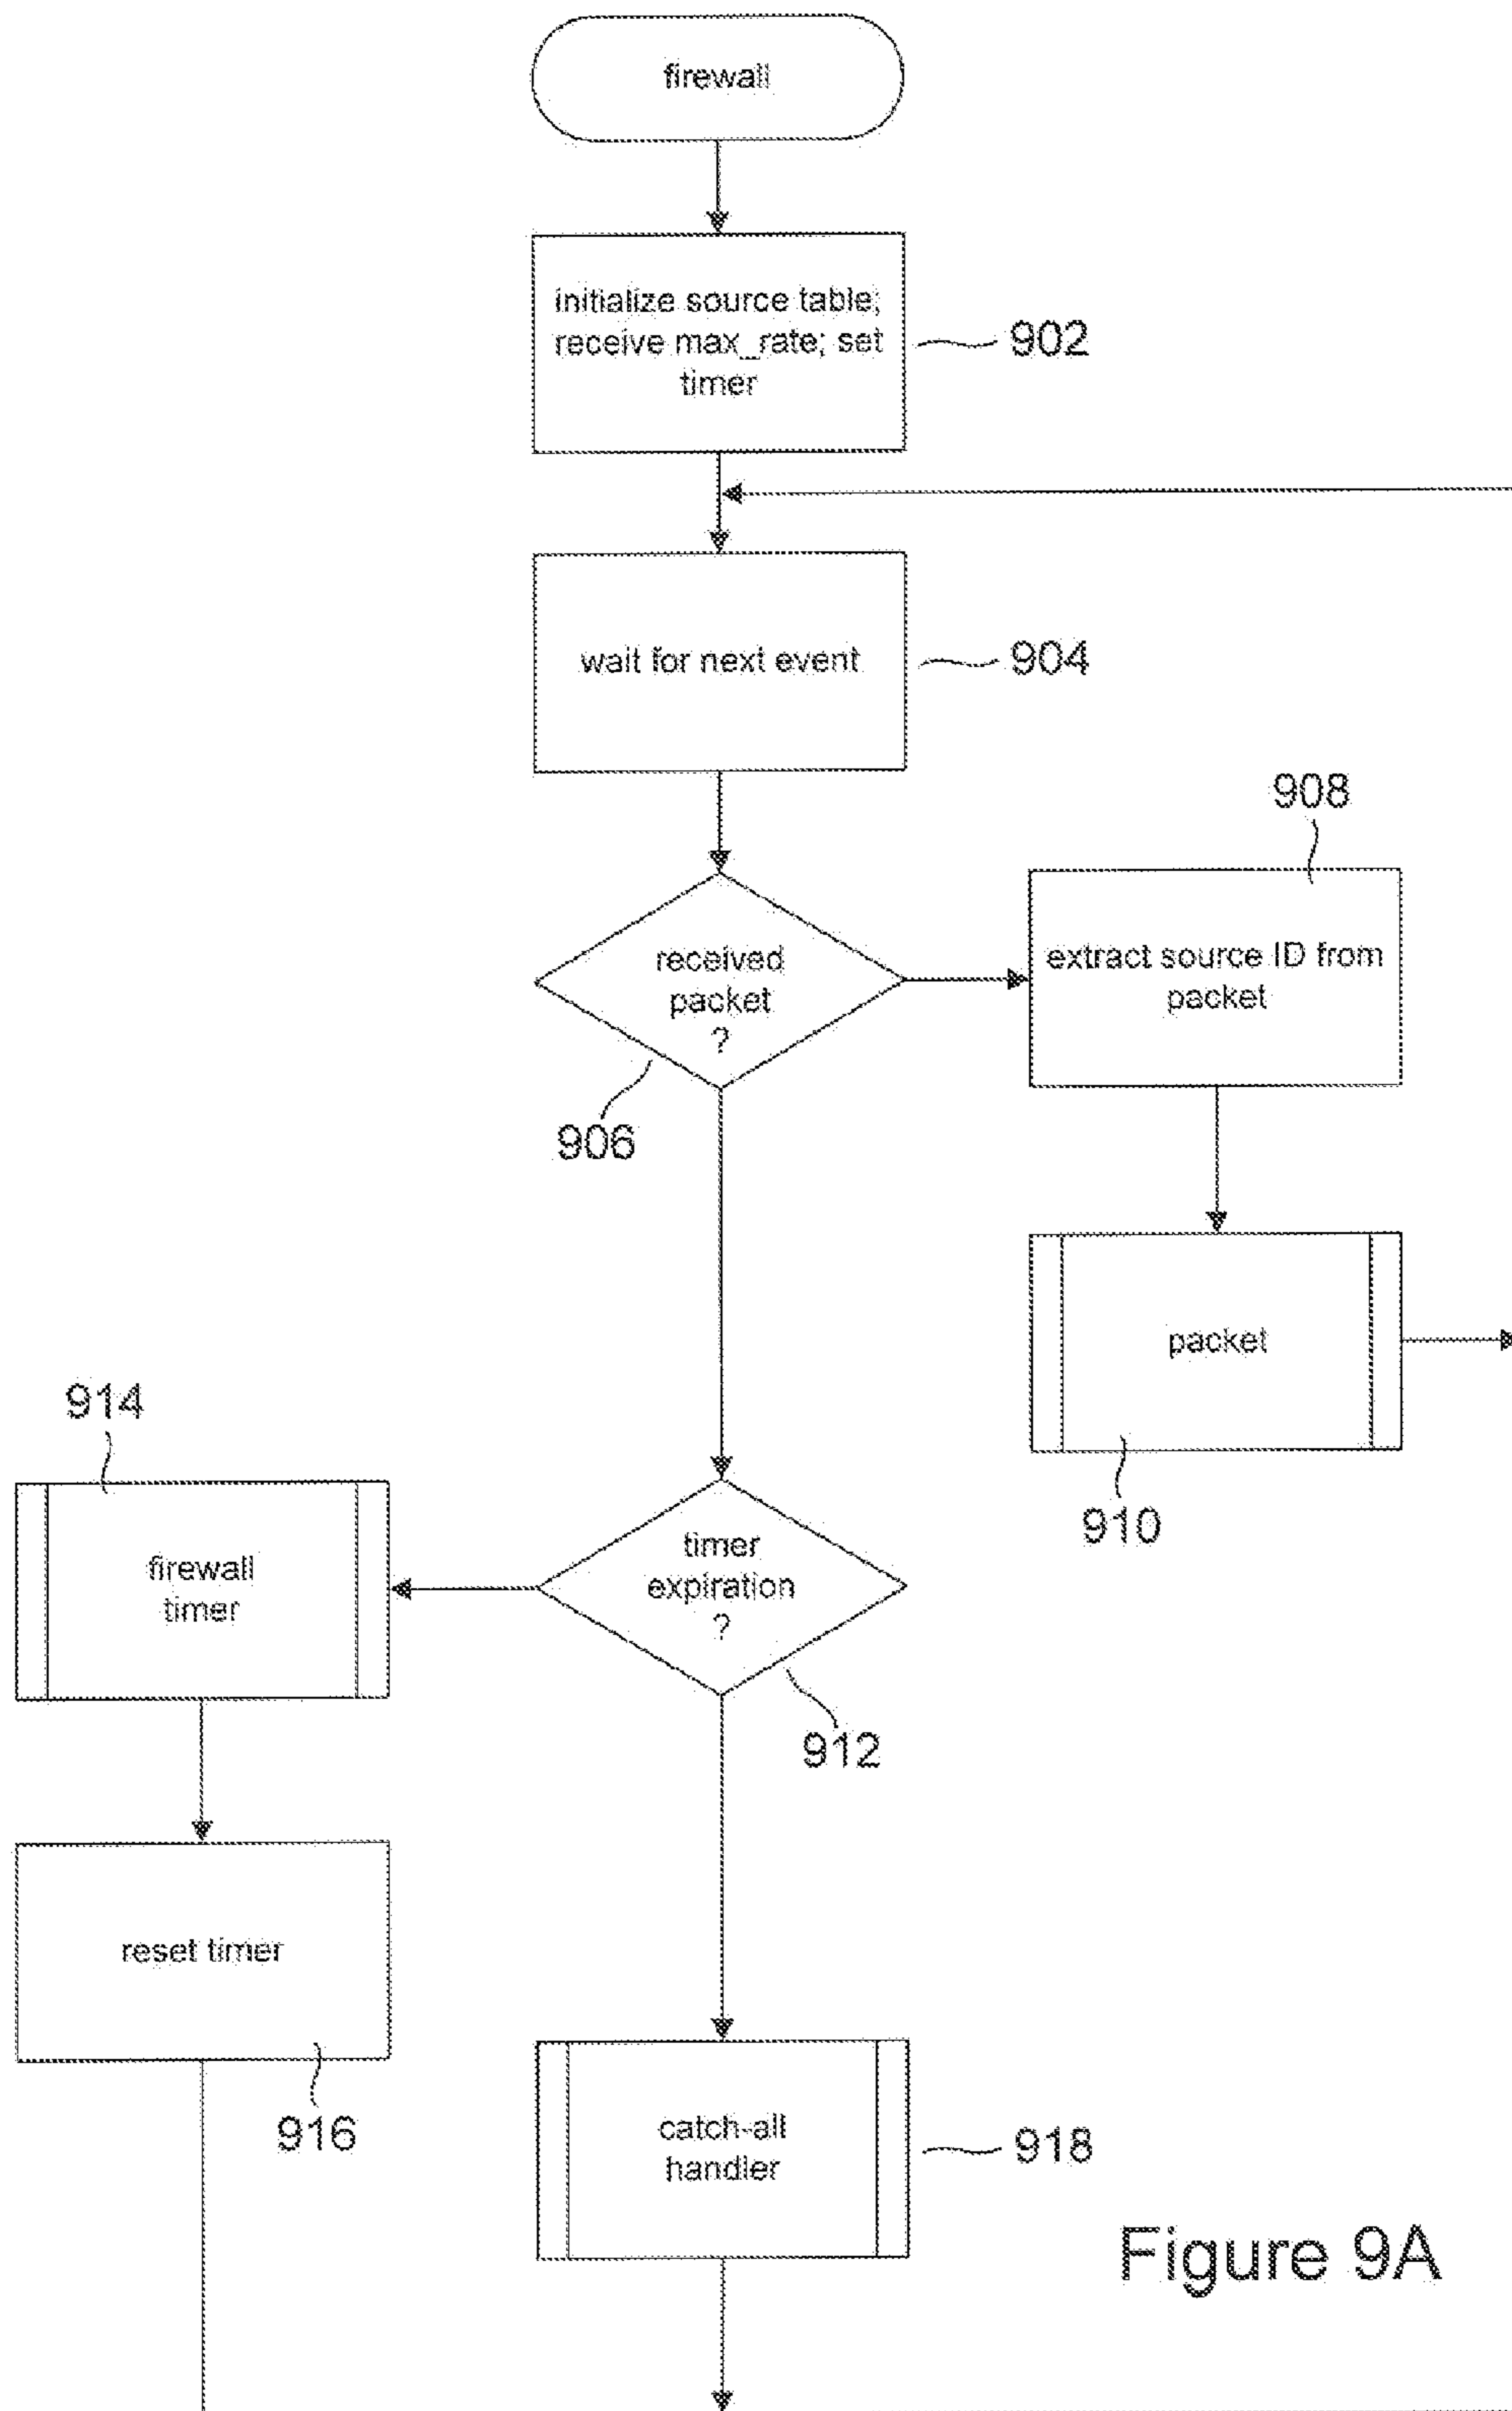 firewall
initialize source table;
receive max_rate; set
timer
902
wait for next event
904
908
received
packet
?
extract source ID from
packet
906
packet
910
914
firewall
timer
timer
expiration
?
912
reset timer
916
catch-all
handler
918
Figure 9A